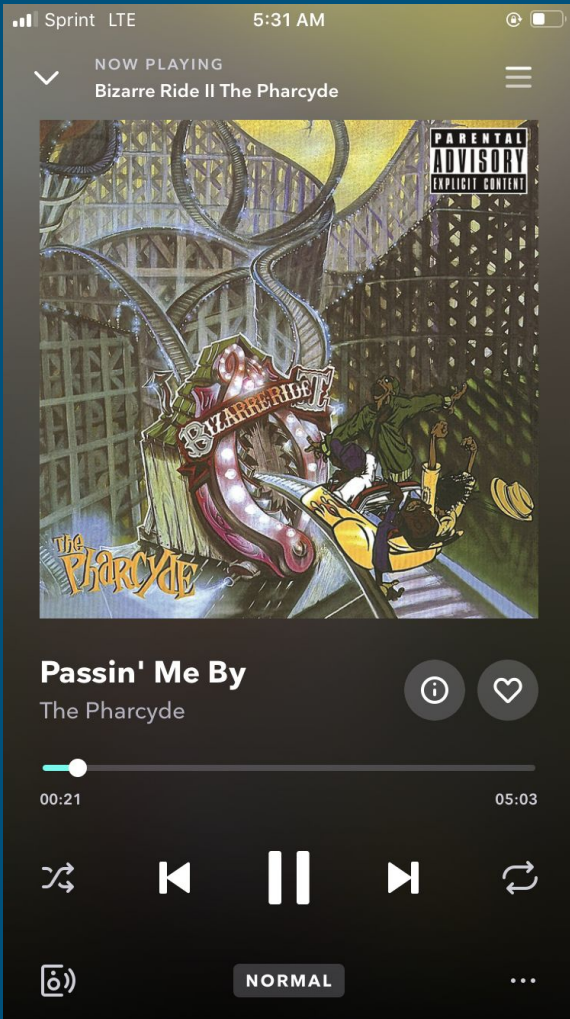 Sprint LTE 5:31 AM
NOW PLAYING
Bizarre Ride II The Pharcyde
PARENTAL
ADVISORY
EXPLICIT CONTENT
BIZARRE RIDE II
The
Pharcyde
Passin' Me By
The Pharcyde
00:21 05:03
NORMAL